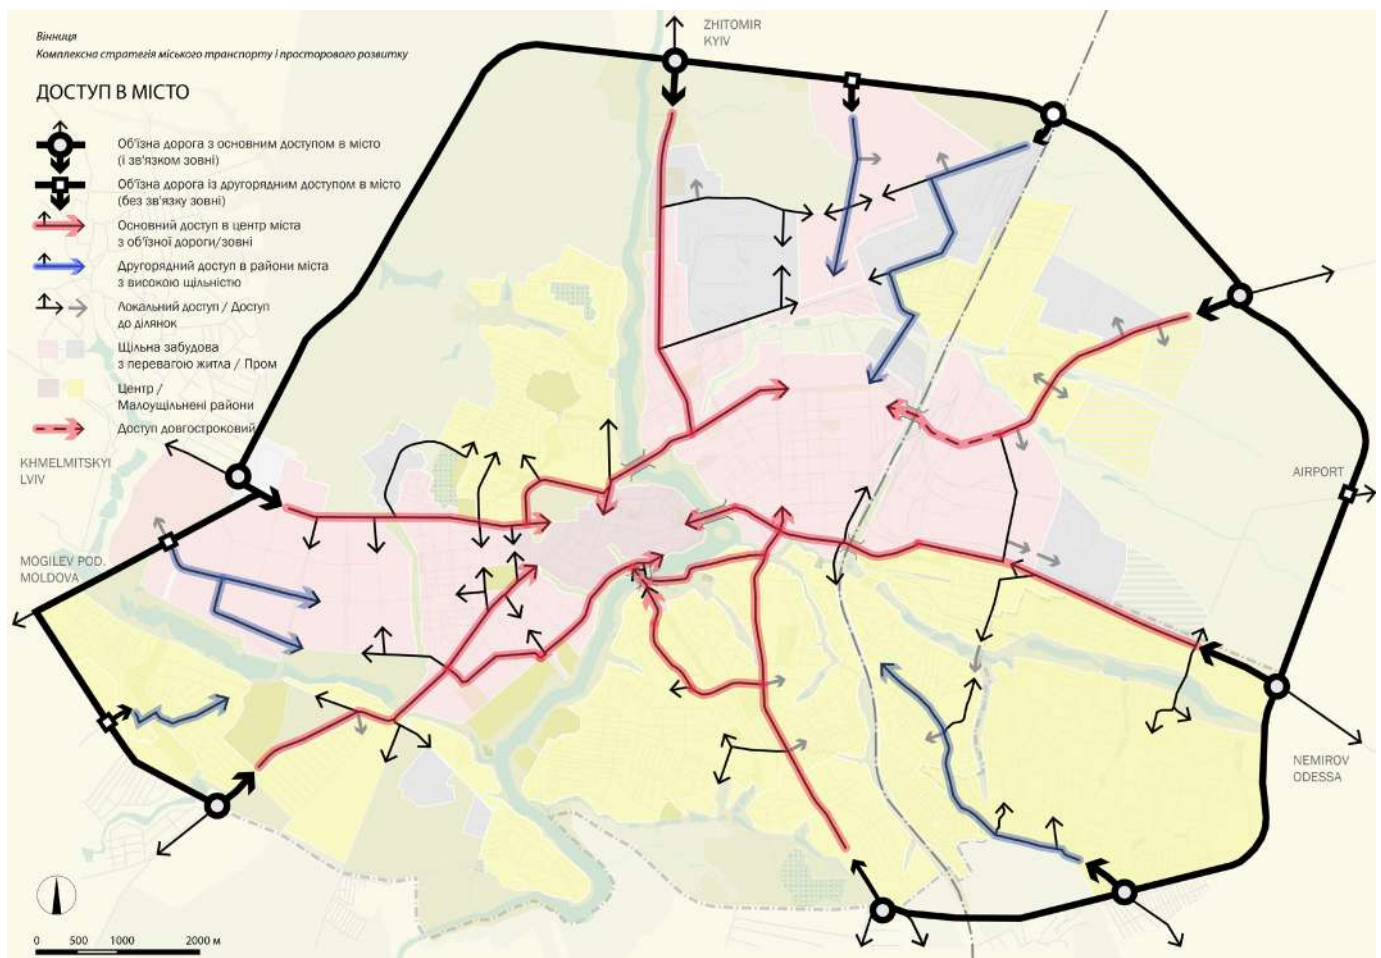 Вінниця
Комплексна стратегія міського транспорту і просторового розвитку
ДОСТУП В МІСТО
Об'їзна дорога з основним доступом в місто
(і зв'язком зовні)
Об'їзна дорога із другорядним доступом в місто
(без зв'язку зовні)
Основний доступ в центр міста
з об'їзної дороги/зовні
Другорядний доступ в райони міста
з високою щільністю
Локальний доступ / Доступ
до ділянок
Щільна забудова
з перевагою житла / Пром
Центр /
Малоущільнені райони
Доступ довгостроковий
ZHITOMIR
KYIV
KHMELMITSKYI
LVIV
MOGILEV POD.
MOLDOVA
AIRPORT
NEMIROV
ODESSA
0 500 1000 2000 м